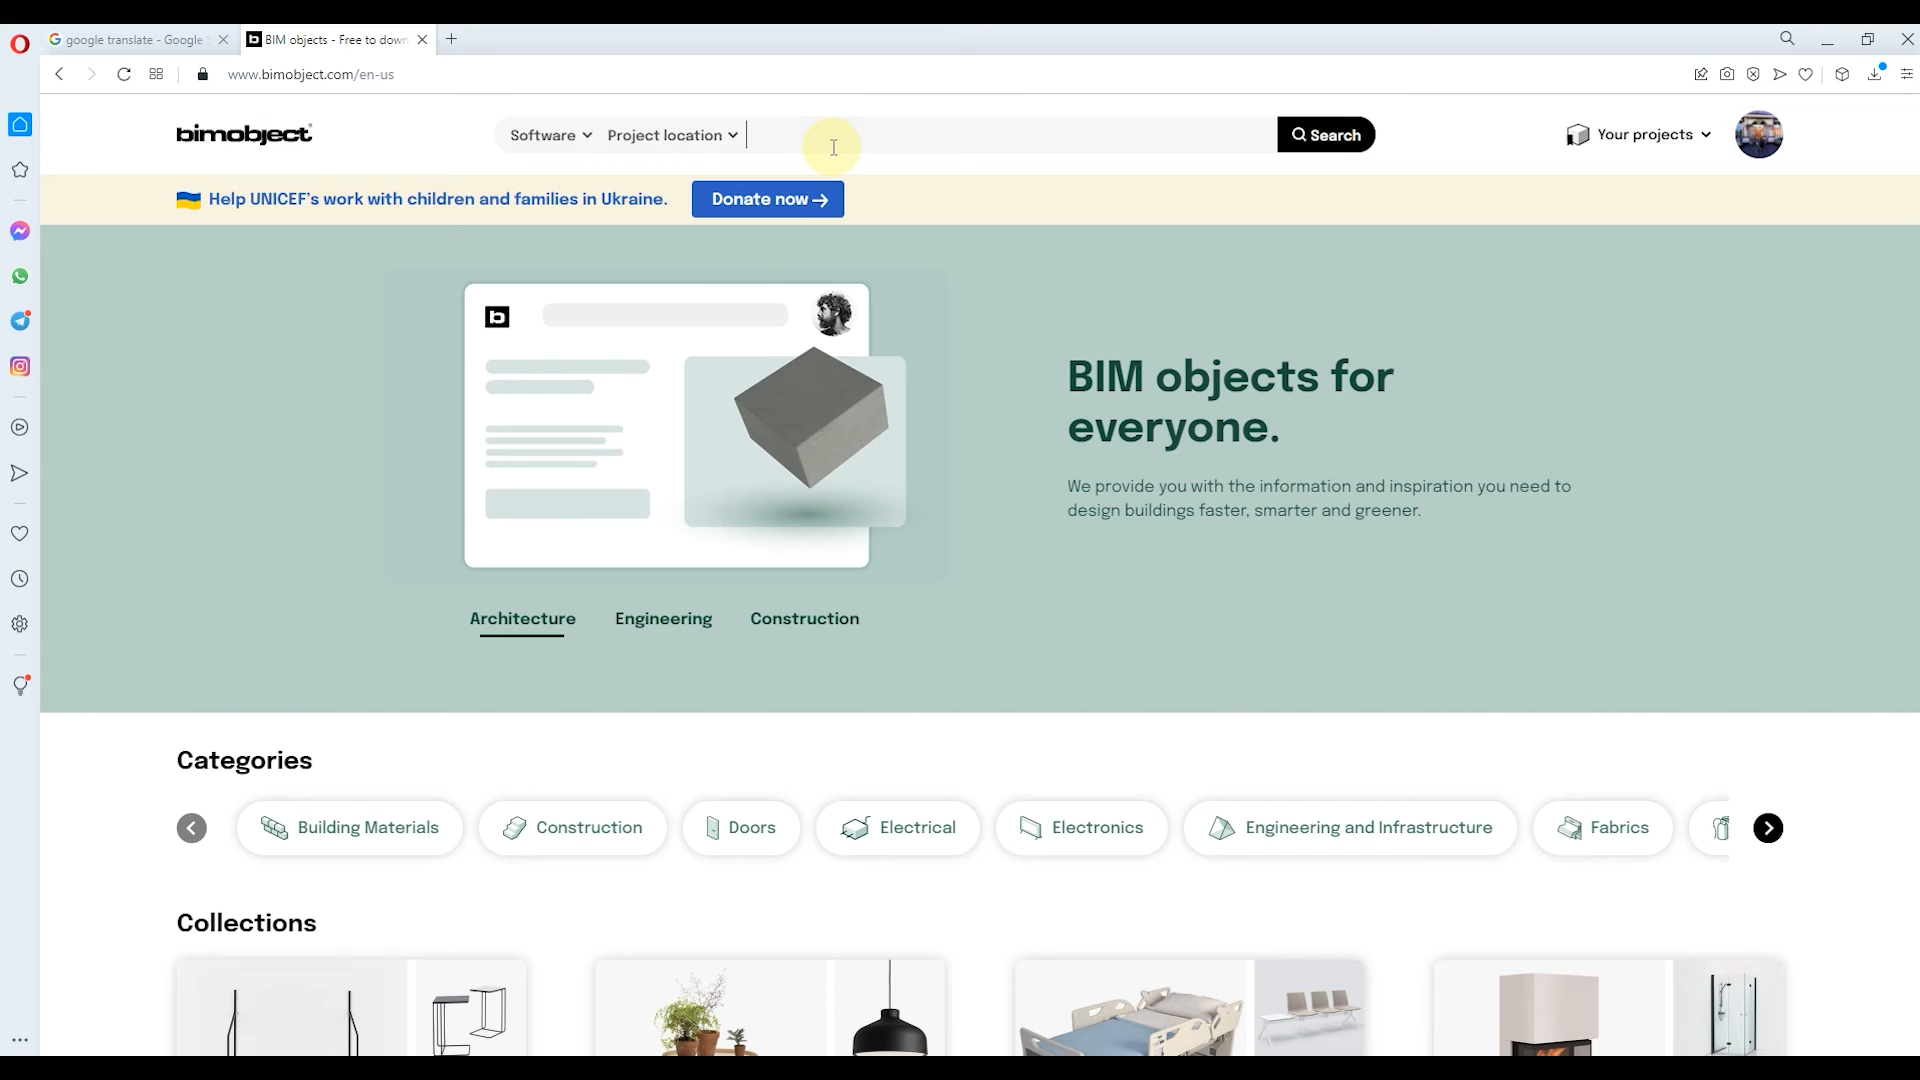 google translate - Google
BIM objects - Free to down
www.bimobject.com/en-us
bimobject
Software
Project location
Search
Your projects
Help UNICEF's work with children and families in Ukraine.
Donate now →
b
BIM objects for
everyone.
We provide you with the information and inspiration you need to
design buildings faster, smarter and greener.
Architecture
Engineering
Construction
Categories
Building Materials
Construction
Doors
Electrical
Electronics
Engineering and Infrastructure
Fabrics
Collections